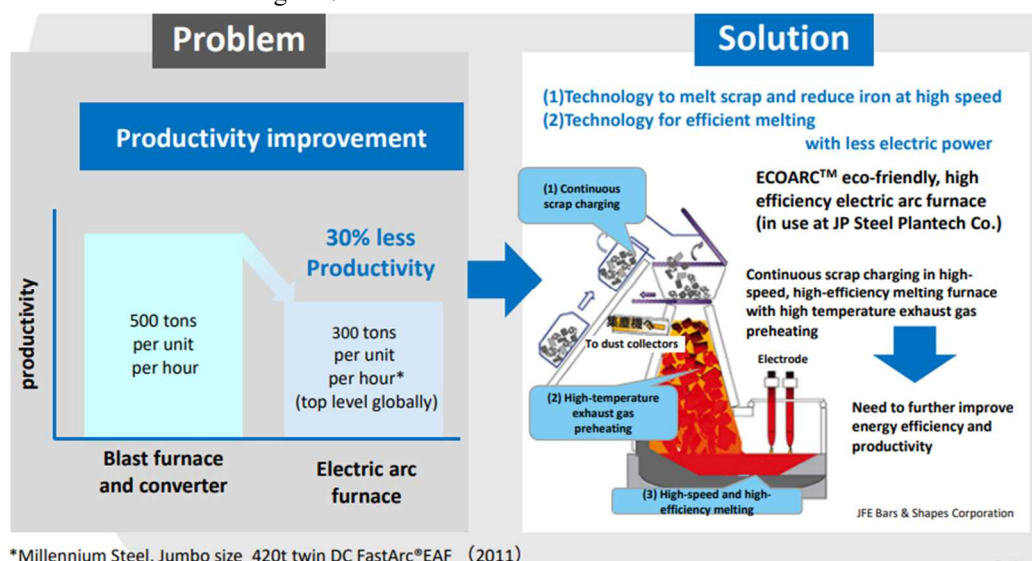 Problem
Productivity improvement
productivity
500 tons
per unit
per hour
30% less
Productivity
300 tons
per unit
per hour*
(top level globally)
Blast furnace
and converter
Electric arc
furnace
Solution
(1)Technology to melt scrap and reduce iron at high speed
(2)Technology for efficient melting
with less electric power
(1) Continuous
scrap charging
ECOARC™ eco-friendly, high
efficiency electric arc furnace
(in use at JP Steel Plantech Co.)
Continuous scrap charging in high-
speed, high-efficiency melting furnace
with high temperature exhaust gas
preheating
集塵機へ
To dust collectors
Electrode
(2) High-temperature
exhaust gas
preheating
Need to further improve
energy efficiency and
productivity
(3) High-speed and high-
efficiency melting
JFE Bars & Shapes Corporation
*Millennium Steel, Jumbo size 420t twin DC FastArc®EAF （2011）